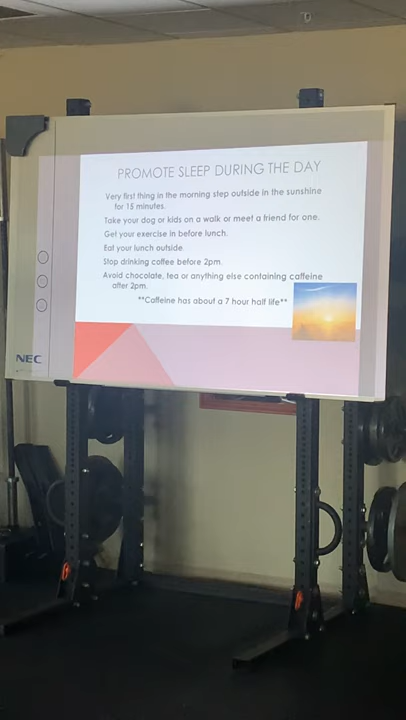 PROMOTE SLEEP DURING THE DAY
Very first thing in the morning step outside in the sunshine
for 15 minutes.
Take your dog or kids on a walk or meet a friend for one.
Get your exercise in before lunch.
Eat your lunch outside
Stop drinking coffee before 2pm.
Avoid chocolate, tea or anything else containing caffeine
after 2pm.
**Caffeine has about a 7 hour half life**
NEC